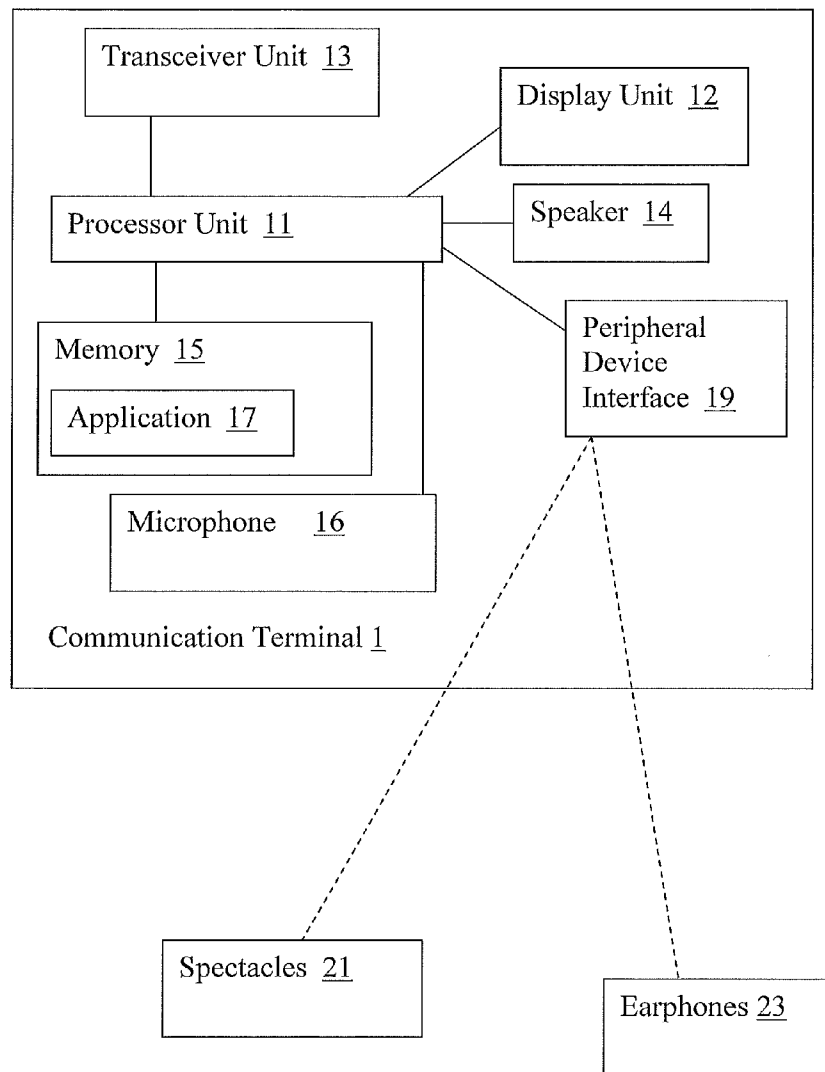 Transceiver Unit 13
Display Unit 12
Processor Unit 11
Speaker 14
Peripheral
Device
Interface 19
Memory 15
Application 17
Microphone 16
Communication Terminal 1
Spectacles 21
Earphones 23